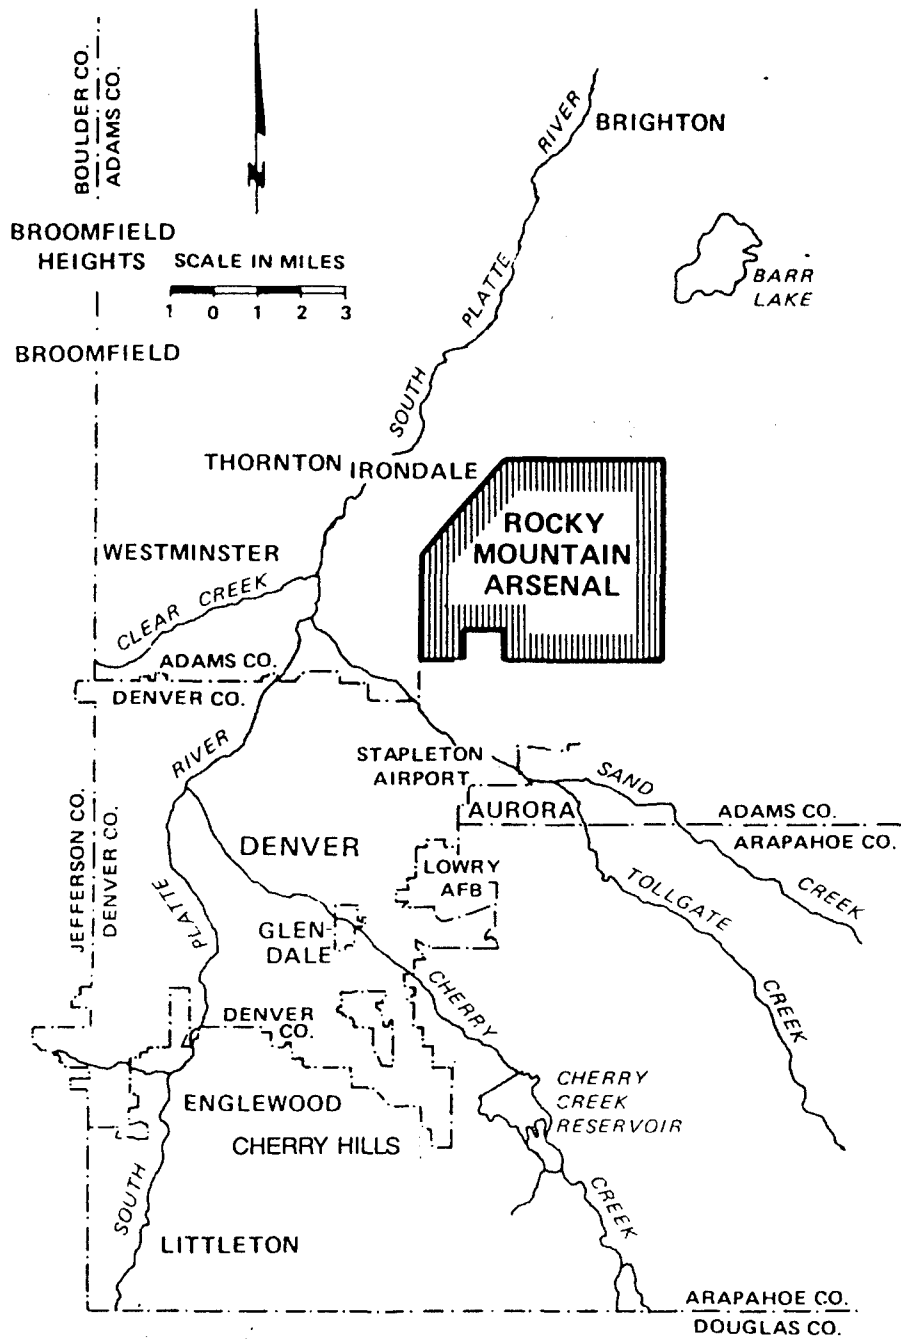 BOULDER CO.
ADAMS CO.
N
RIVER
BRIGHTON
BROOMFIELD
HEIGHTS
SCALE IN MILES
1 0 1 2 3
PLATTE
BARR
LAKE
BROOMFIELD
SOUTH
THORNTON
IRONDALE
ROCKY
MOUNTAIN
ARSENAL
WESTMINSTER
CLEAR CREEK
ADAMS CO.
DENVER CO.
RIVER
STAPLETON
AIRPORT
SAND
AURORA
ADAMS CO.
ARAPAHOE CO.
JEFFERSON CO.
DENVER CO.
DENVER
LOWRY
AFB
TOLLGATE
CREEK
PLATTE
GLEN-
DALE
CHERRY
CREEK
DENVER
CO.
ENGLEWOOD
CHERRY
CREEK
RESERVOIR
CHERRY HILLS
SOUTH
CREEK
LITTLETON
ARAPAHOE CO.
DOUGLAS CO.